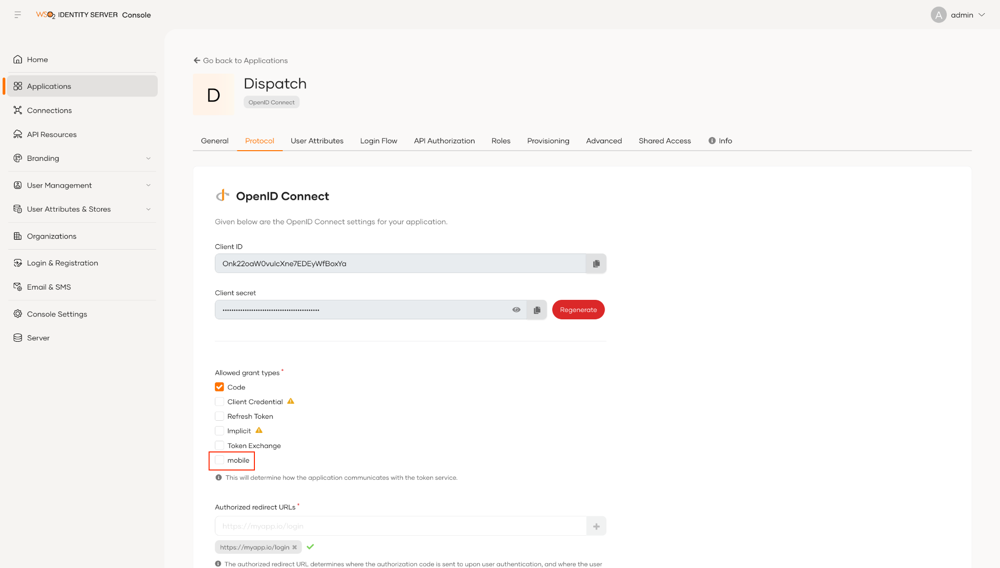 WSO2 IDENTITY SERVER Console
A admin
Home
Applications
Connections
API Resources
Branding
User Management
User Attributes & Stores
Organizations
Login & Registration
Email & SMS
Console Settings
Server
Go back to Applications
D
Dispatch
OpenID Connect
General Protocol User Attributes Login Flow API Authorization Roles Provisioning Advanced Shared Access Info
OpenID Connect
Given below are the OpenID Connect settings for your application.
Client ID
Onk22oaW0vulcXne7EDEyWfBoxYa
Client secret
Regenerate
Allowed grant types *
Code
Client Credential
Refresh Token
Implicit
Token Exchange
mobile
This will determine how the application communicates with the token service.
Authorized redirect URLs *
https://myapp.io/login
https://myapp.io/login
The authorized redirect URL determines where the authorization code is sent to upon user authentication, and where the user